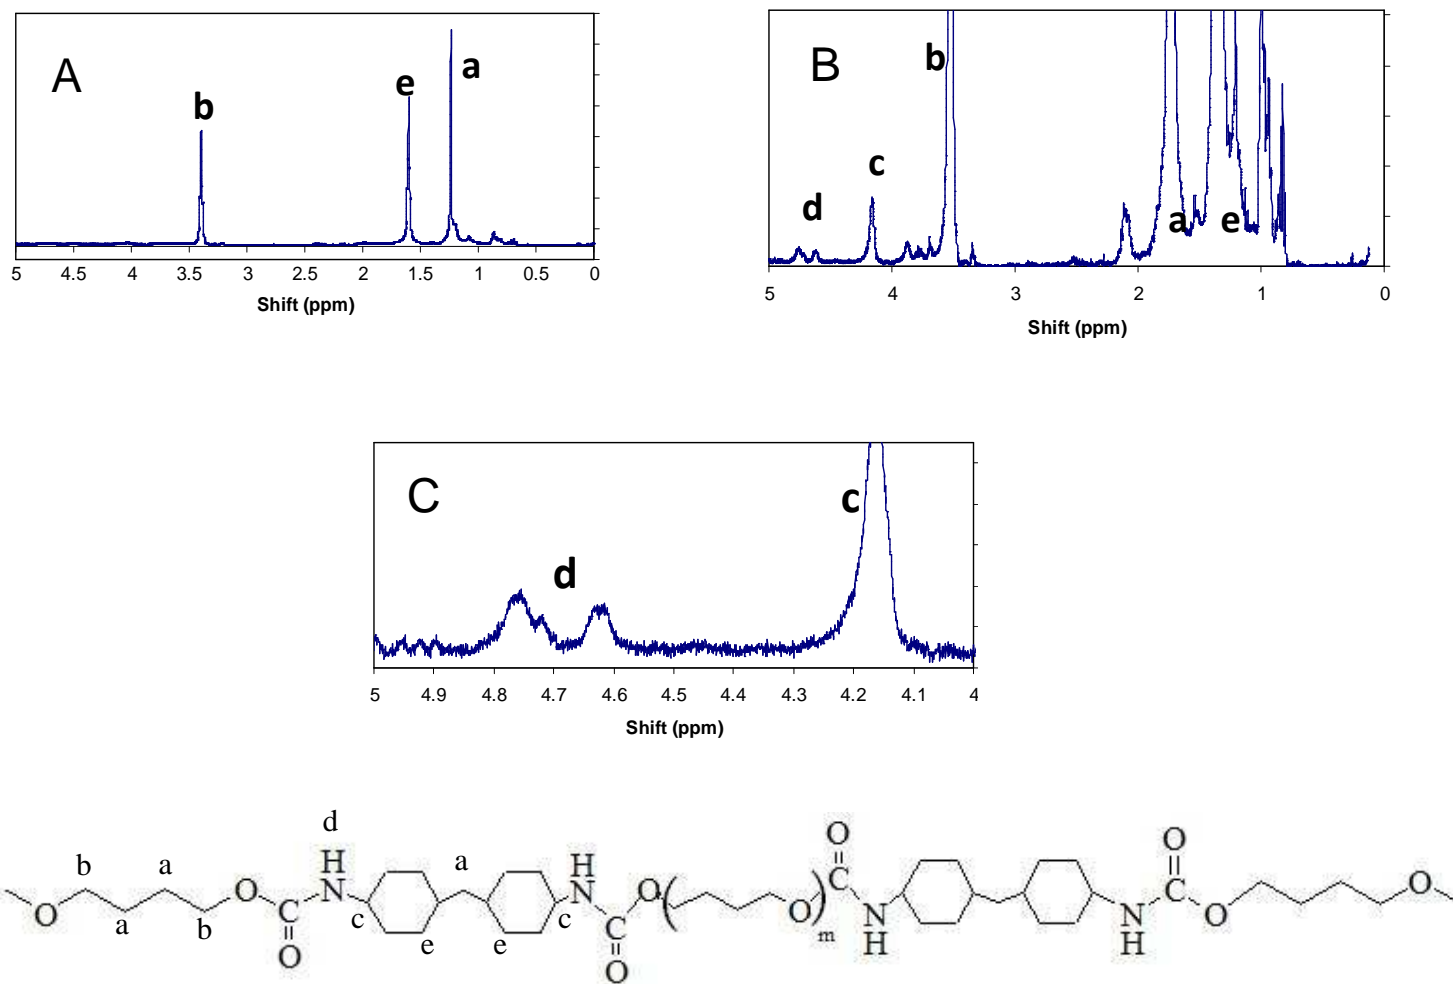 A
b
e
a
5 4.5 4 3.5 3 2.5 2 1.5 1 0.5 0
Shift (ppm)
B
b
c
d
a e
5 4 3 2 1 0
Shift (ppm)
C
c
d
5 4.9 4.8 4.7 4.6 4.5 4.4 4.3 4.2 4.1 4
Shift (ppm)
d
O O
b a H a H C
O N N O O O
O a b C c c C m N N C O
e e H H
O O O